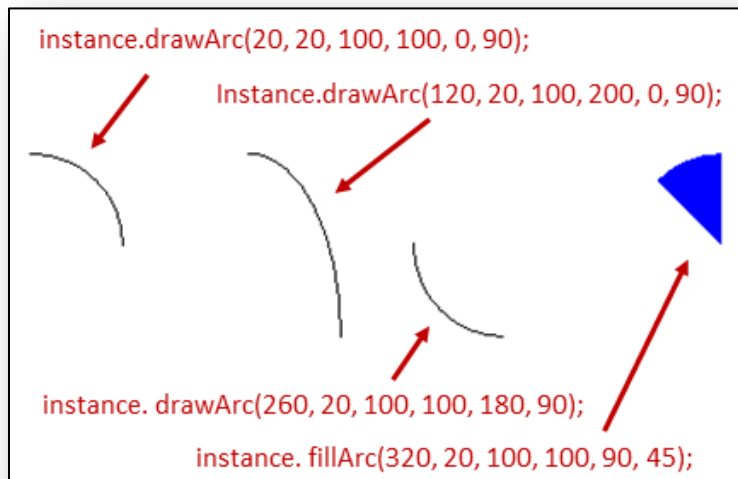 instance.drawArc(20, 20, 100, 100, 0, 90);
Instance.drawArc(120, 20, 100, 200, 0, 90);
instance. drawArc(260, 20, 100, 100, 180, 90);
instance. fillArc(320, 20, 100, 100, 90, 45);